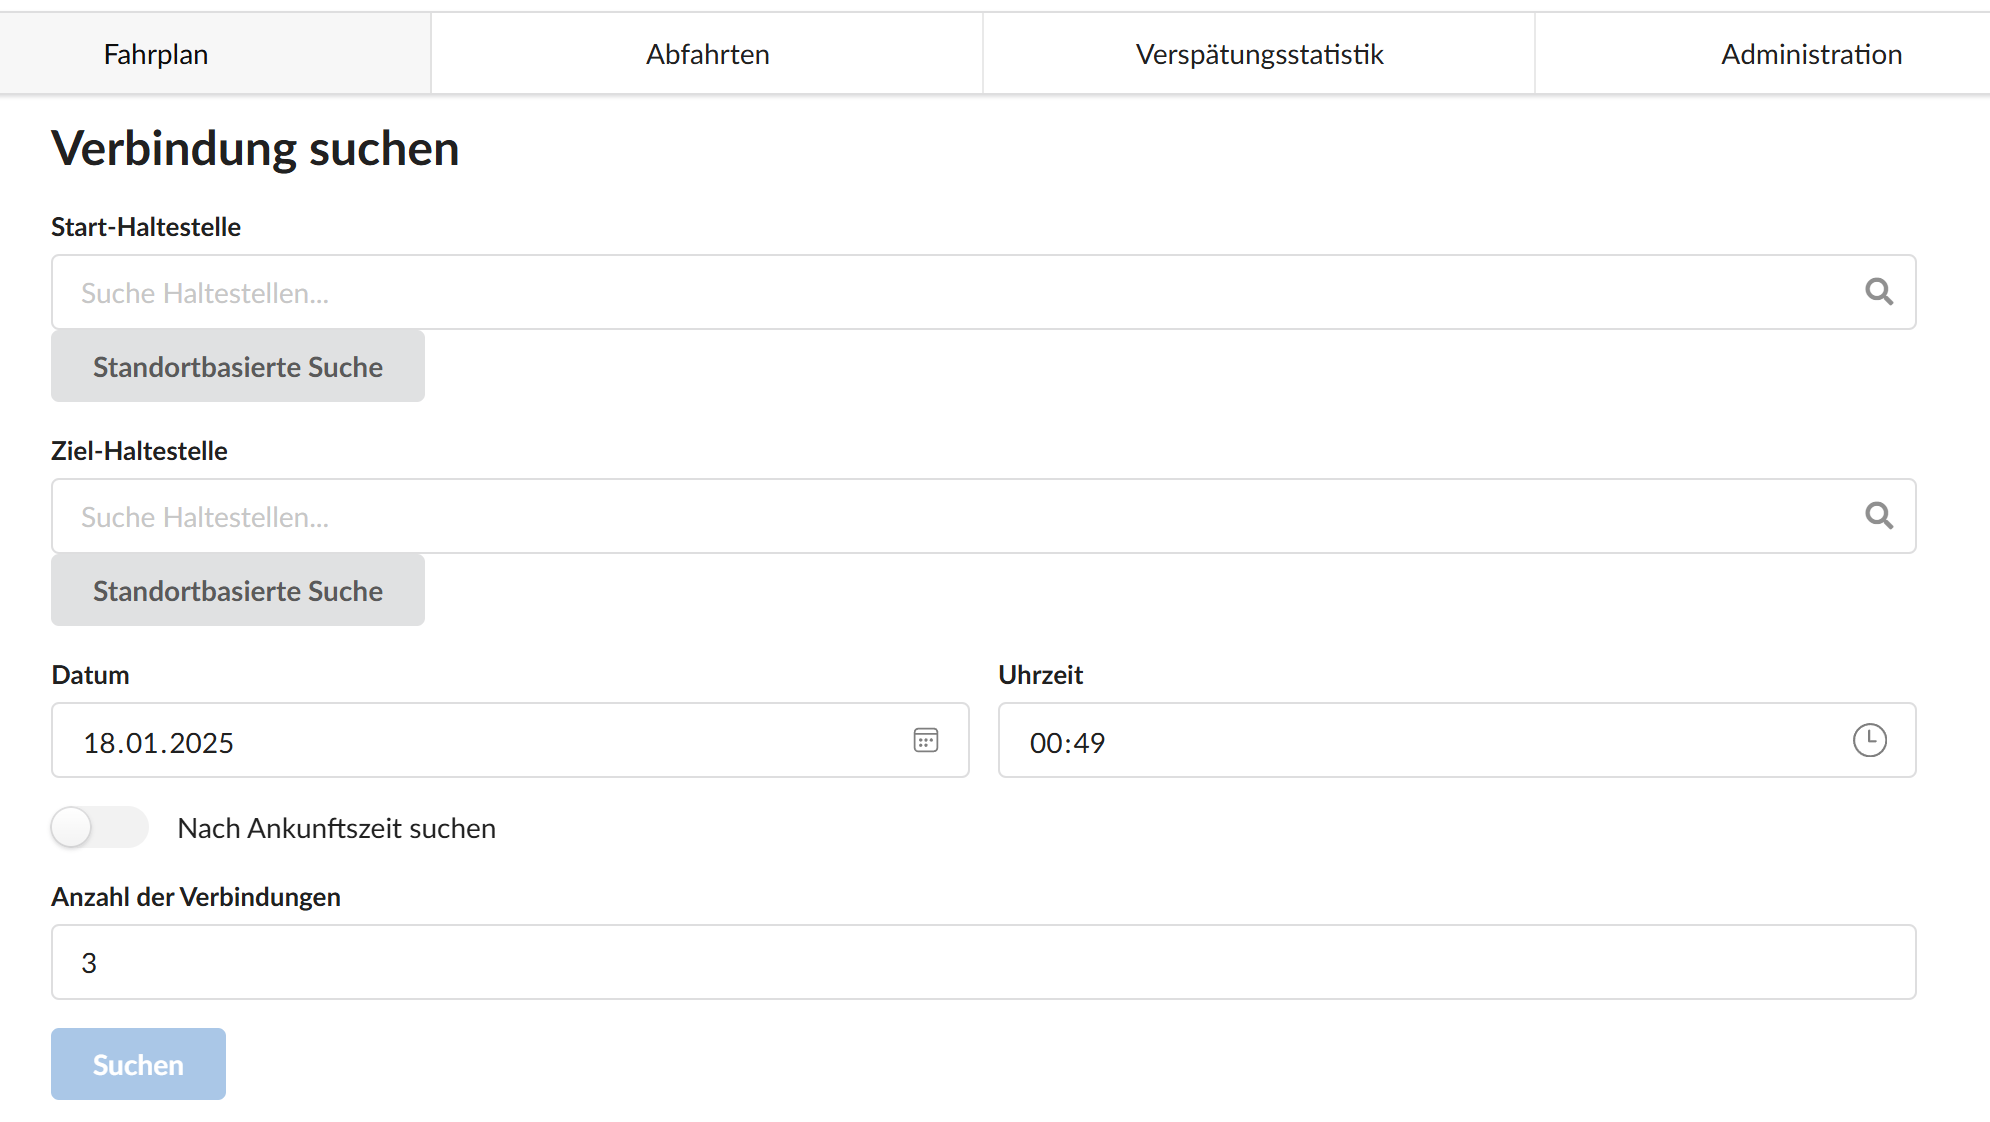 Fahrplan Abfahrten Verspätungsstatistik Administration
Verbindung suchen
Start-Haltestelle
Suche Haltestellen...
Standortbasierte Suche
Ziel-Haltestelle
Suche Haltestellen...
Standortbasierte Suche
Datum Uhrzeit
18.01.2025 00:49
Nach Ankunftszeit suchen
Anzahl der Verbindungen
3
Suchen